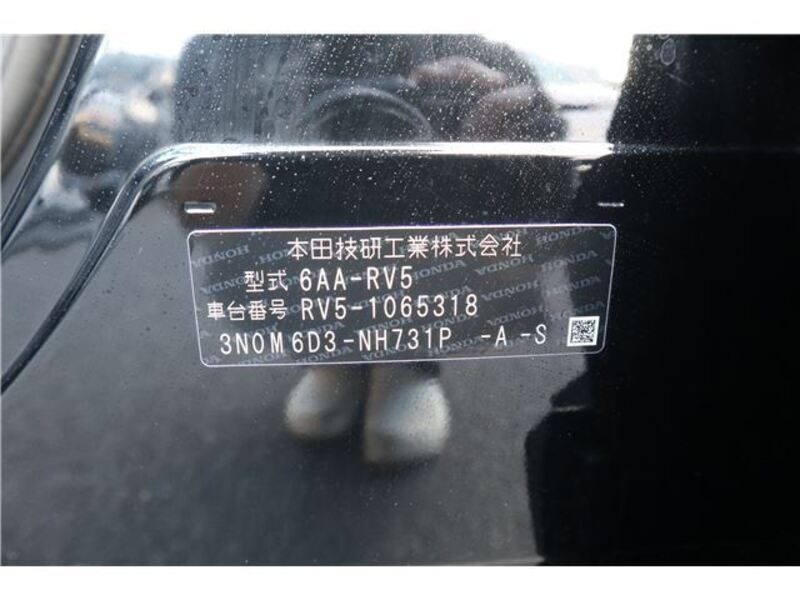 本田技研工業株式会社
型式 6AA-RV5
車台番号 RV5-1065318
3N0M6D3-NH731P -A -S